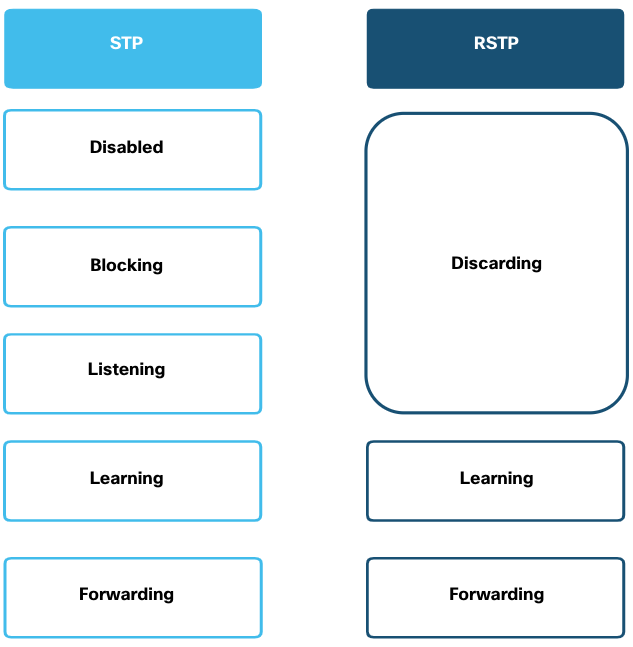 STP
RSTP
Disabled
Blocking
Discarding
Listening
Learning
Learning
Forwarding
Forwarding